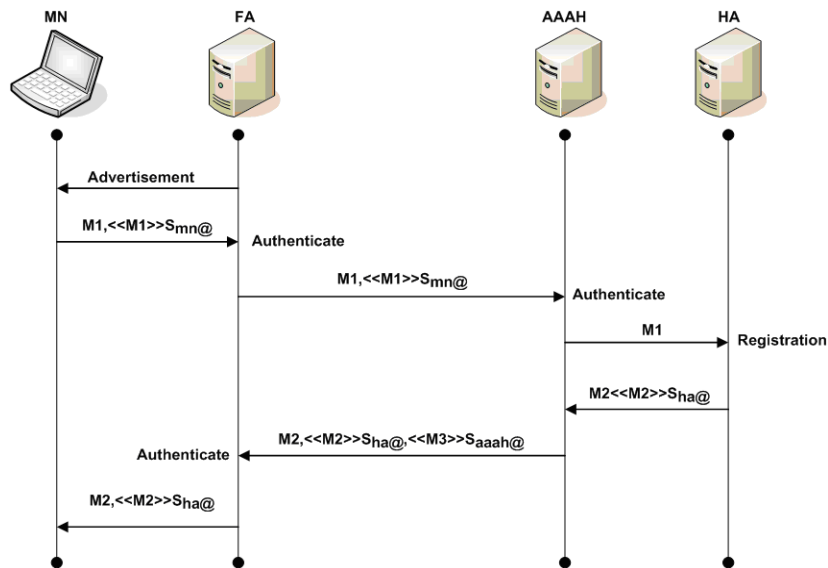 MN
FA
AAAH
HA
Advertisement
M1,<<M1>>Smn@
Authenticate
M1,<<M1>>Smn@
Authenticate
M1
Registration
M2<<M2>>Sha@
M2,<<M2>>Sha@,<<M3>>Saaah@
Authenticate
M2,<<M2>>Sha@